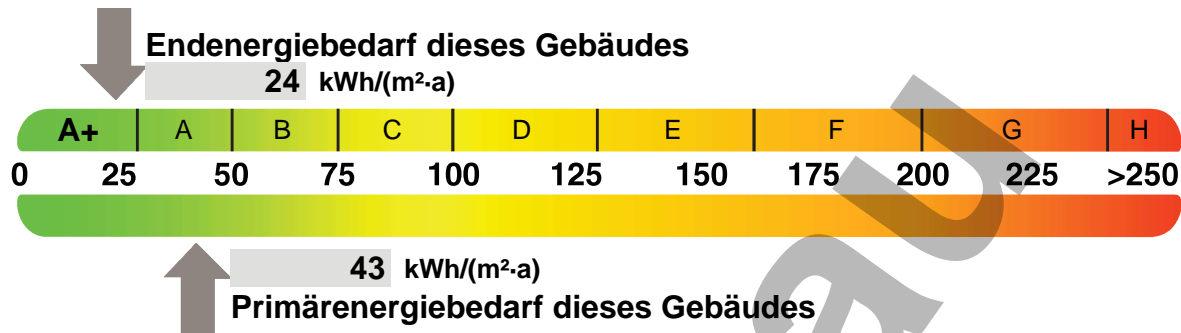 Endenergiebedarf dieses Gebäudes
24 kWh/(m²·a)
A+ A B C D E F G H
0 25 50 75 100 125 150 175 200 225 >250
43 kWh/(m²·a)
Primärenergiebedarf dieses Gebäudes
au